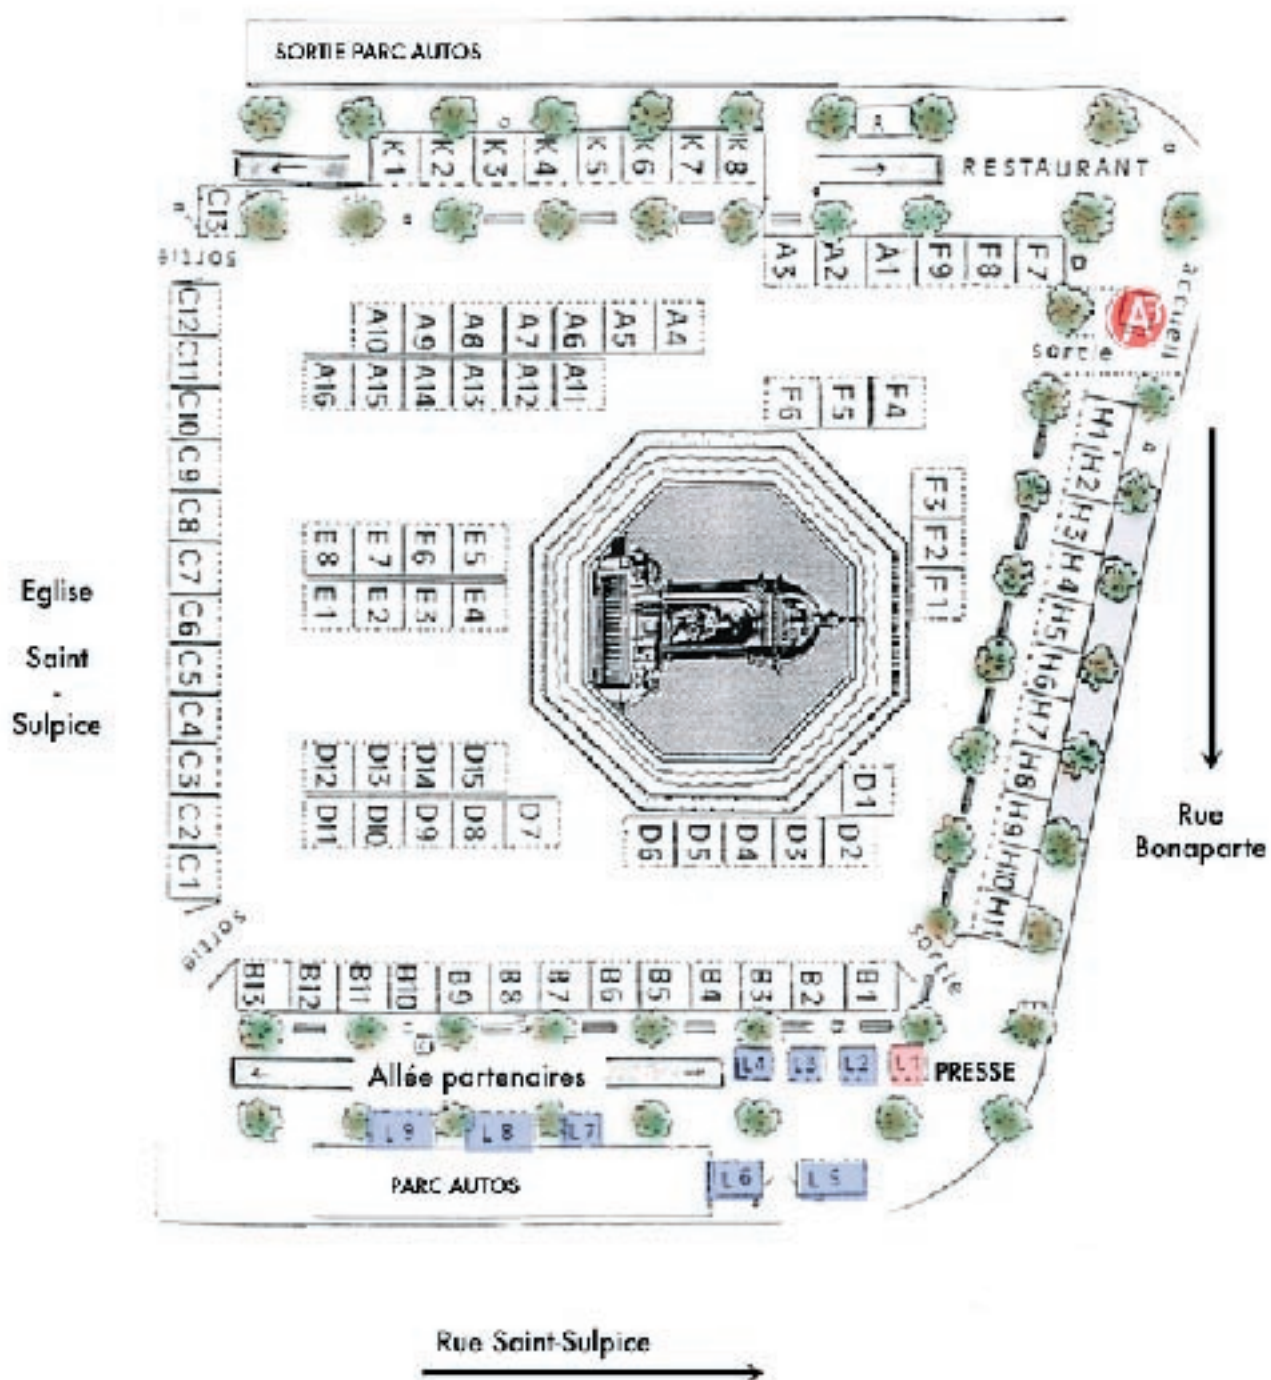 SORTIE PARC AUTOS
A
K1 K2 K3 K4 K5 K6 K7 K8
RESTAURANT
C13
sortie
A3 A2 A1 F9 F8 F7
accueil
A
sortie
A10 A9 A8 A7 A6 A5 A4
A16 A15 A14 A13 A12 A11
F6 F5 F4
F3 F2 F1
C12 C11 C10 C9 C8 C7 C6 C5 C4 C3 C2 C1
H1 H2 H3 H4 H5 H6 H7 H8 H9 H10 H11
E8 E7 E6 E5
E1 E2 E3 E4
Eglise
Saint
-
Sulpice
Rue
Bonaparte
D12 D13 D14 D15
D11 D10 D9 D8 D7
D1
D6 D5 D4 D3 D2
sortie
sortie
B13 B12 B11 B10 B9 B8 B7 B6 B5 B4 B3 B2 B1
L4 L3 L2 L1 PRESSE
Allée partenaires
L9 L8 L7
PARC AUTOS
L6 L5
Rue Saint-Sulpice